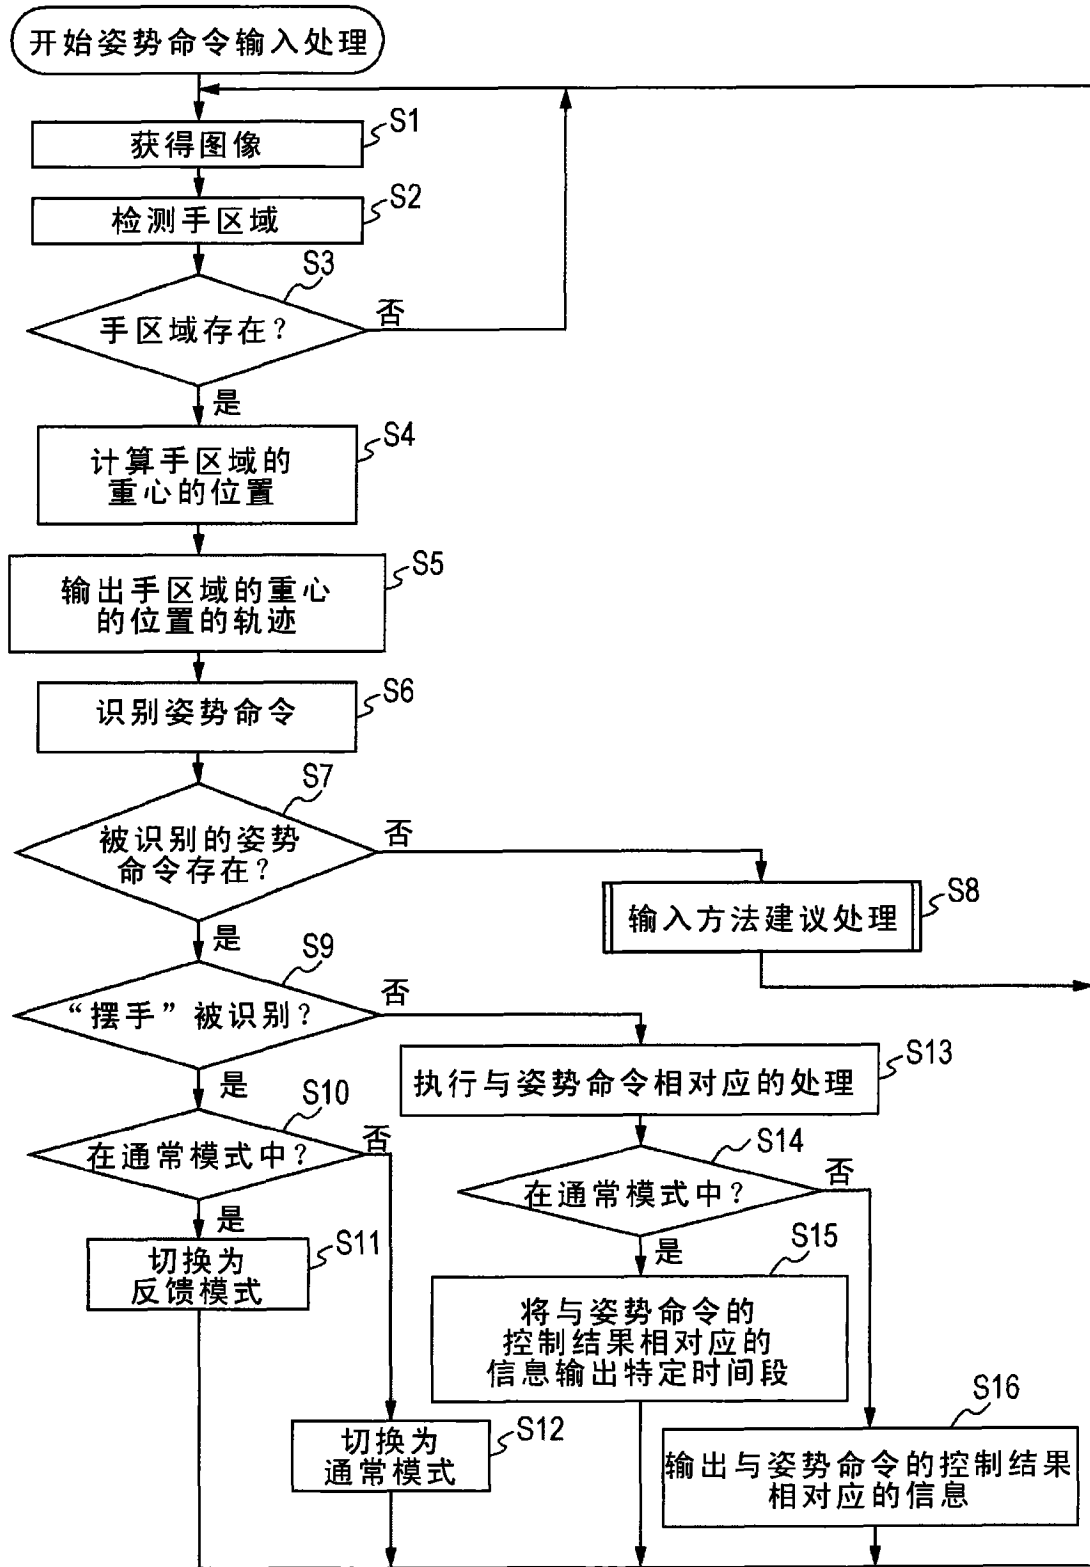 开始姿势命令输入处理
S1
获得图像
S2
检测手区域
S3
手区域存在?
否
是
S4
计算手区域的
重心的位置
S5
输出手区域的重心
的位置的轨迹
S6
识别姿势命令
S7
被识别的姿势
命令存在?
否
是
S8
输入方法建议处理
S9
“摆手”被识别?
否
是
S13
执行与姿势命令相对应的处理
S10
在通常模式中?
否
是
S14
在通常模式中?
否
是
S11
切换为
反馈模式
S15
将与姿势命令的
控制结果相对应的
信息输出特定时间段
S12
切换为
通常模式
S16
输出与姿势命令的控制结果
相对应的信息